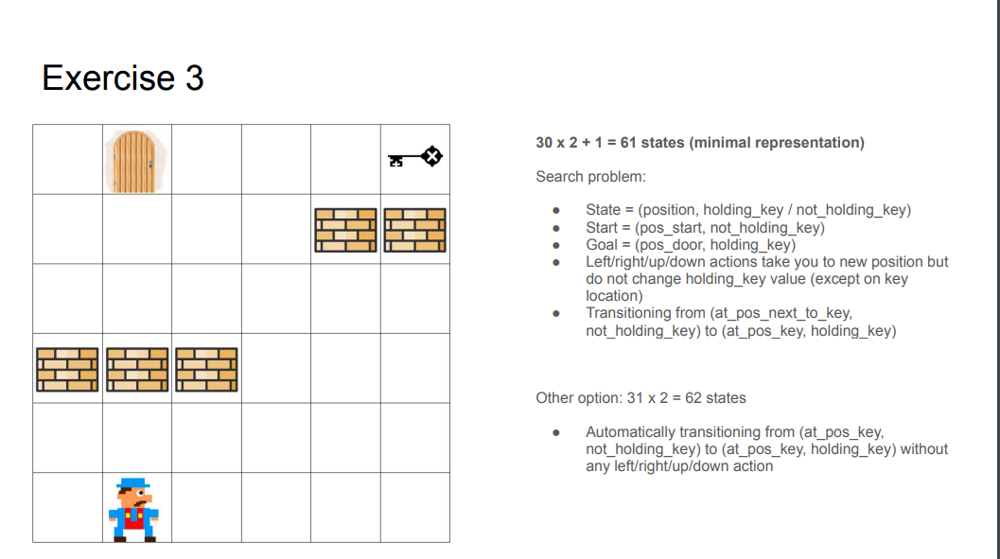 Exercise 3
30 x 2 + 1 = 61 states (minimal representation)
Search problem:
● State = (position, holding_key / not_holding_key)
● Start = (pos_start, not_holding_key)
● Goal = (pos_door, holding_key)
● Left/right/up/down actions take you to new position but
do not change holding_key value (except on key
location)
● Transitioning from (at_pos_next_to_key,
not_holding_key) to (at_pos_key, holding_key)
Other option: 31 x 2 = 62 states
● Automatically transitioning from (at_pos_key,
not_holding_key) to (at_pos_key, holding_key) without
any left/right/up/down action